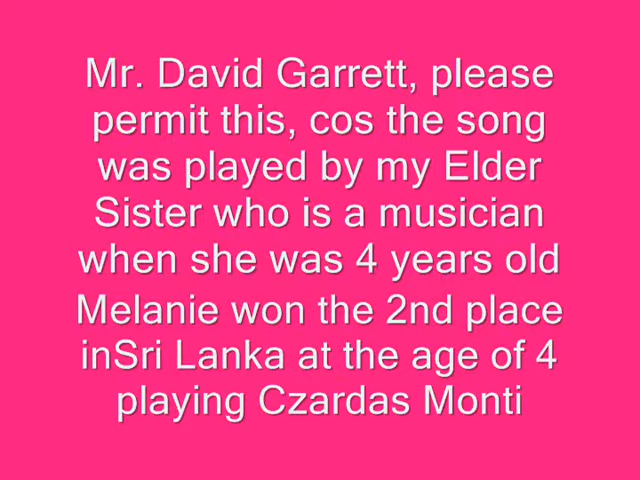 Mr. David Garrett, please
permit this, cos the song
was played by my Elder
Sister who is a musician
when she was 4 years old
Melanie won the 2nd place
inSri Lanka at the age of 4
playing Czardas Monti